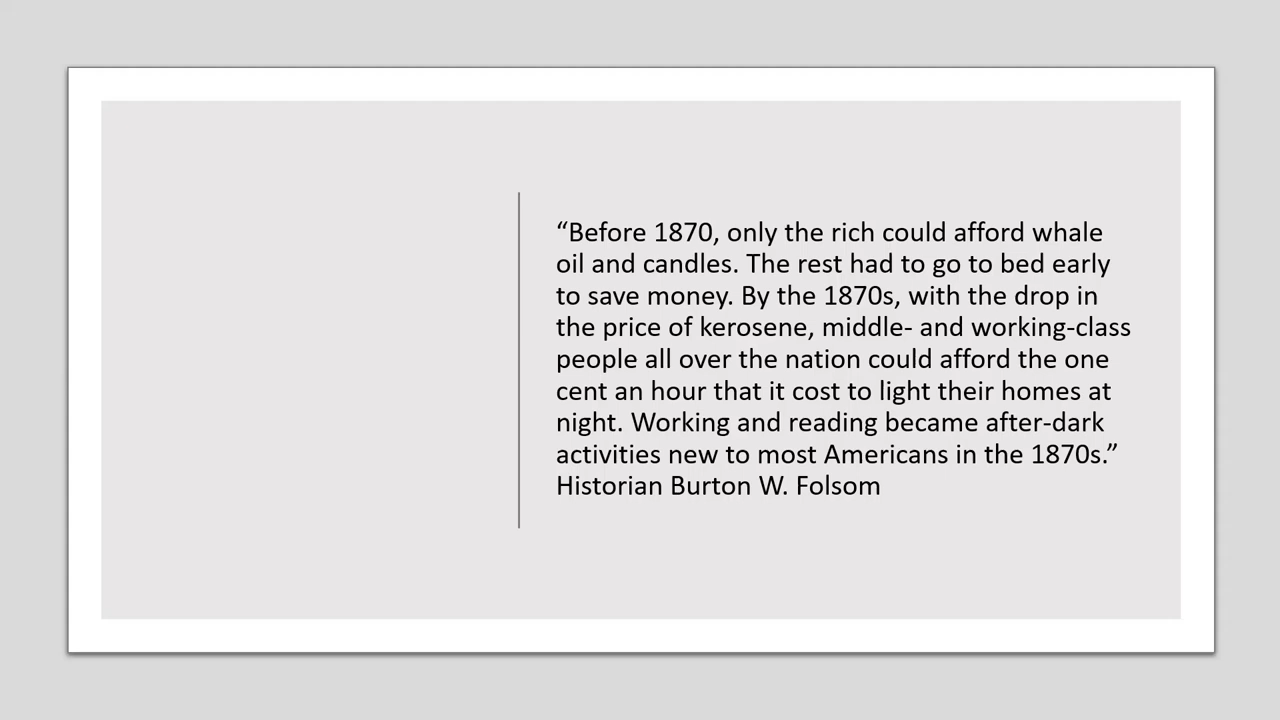 “Before 1870, only the rich could afford whale
oil and candles. The rest had to go to bed early
to save money. By the 1870s, with the drop in
the price of kerosene, middle- and working-class
people all over the nation could afford the one
cent an hour that it cost to light their homes at
night. Working and reading became after-dark
activities new to most Americans in the 1870s.”
Historian Burton W. Folsom